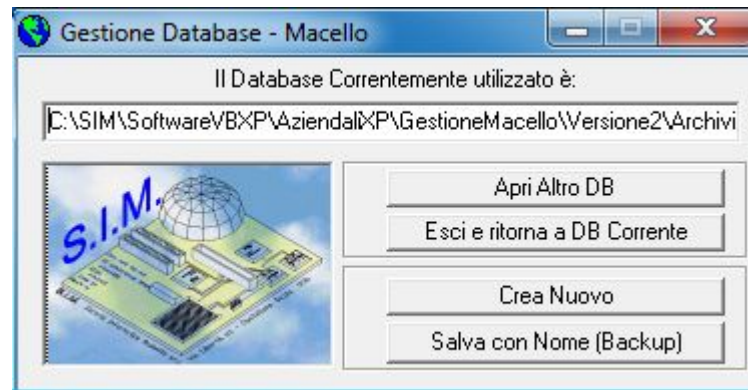 Gestione Database - Macello
Il Database Correntemente utilizzato è:
C:\SIM\SoftwareVBXP\AziendaliXP\GestioneMacello\Versione2\Archivi
S.I.M.
Apri Altro DB
Esci e ritorna a DB Corrente
Crea Nuovo
Salva con Nome (Backup)